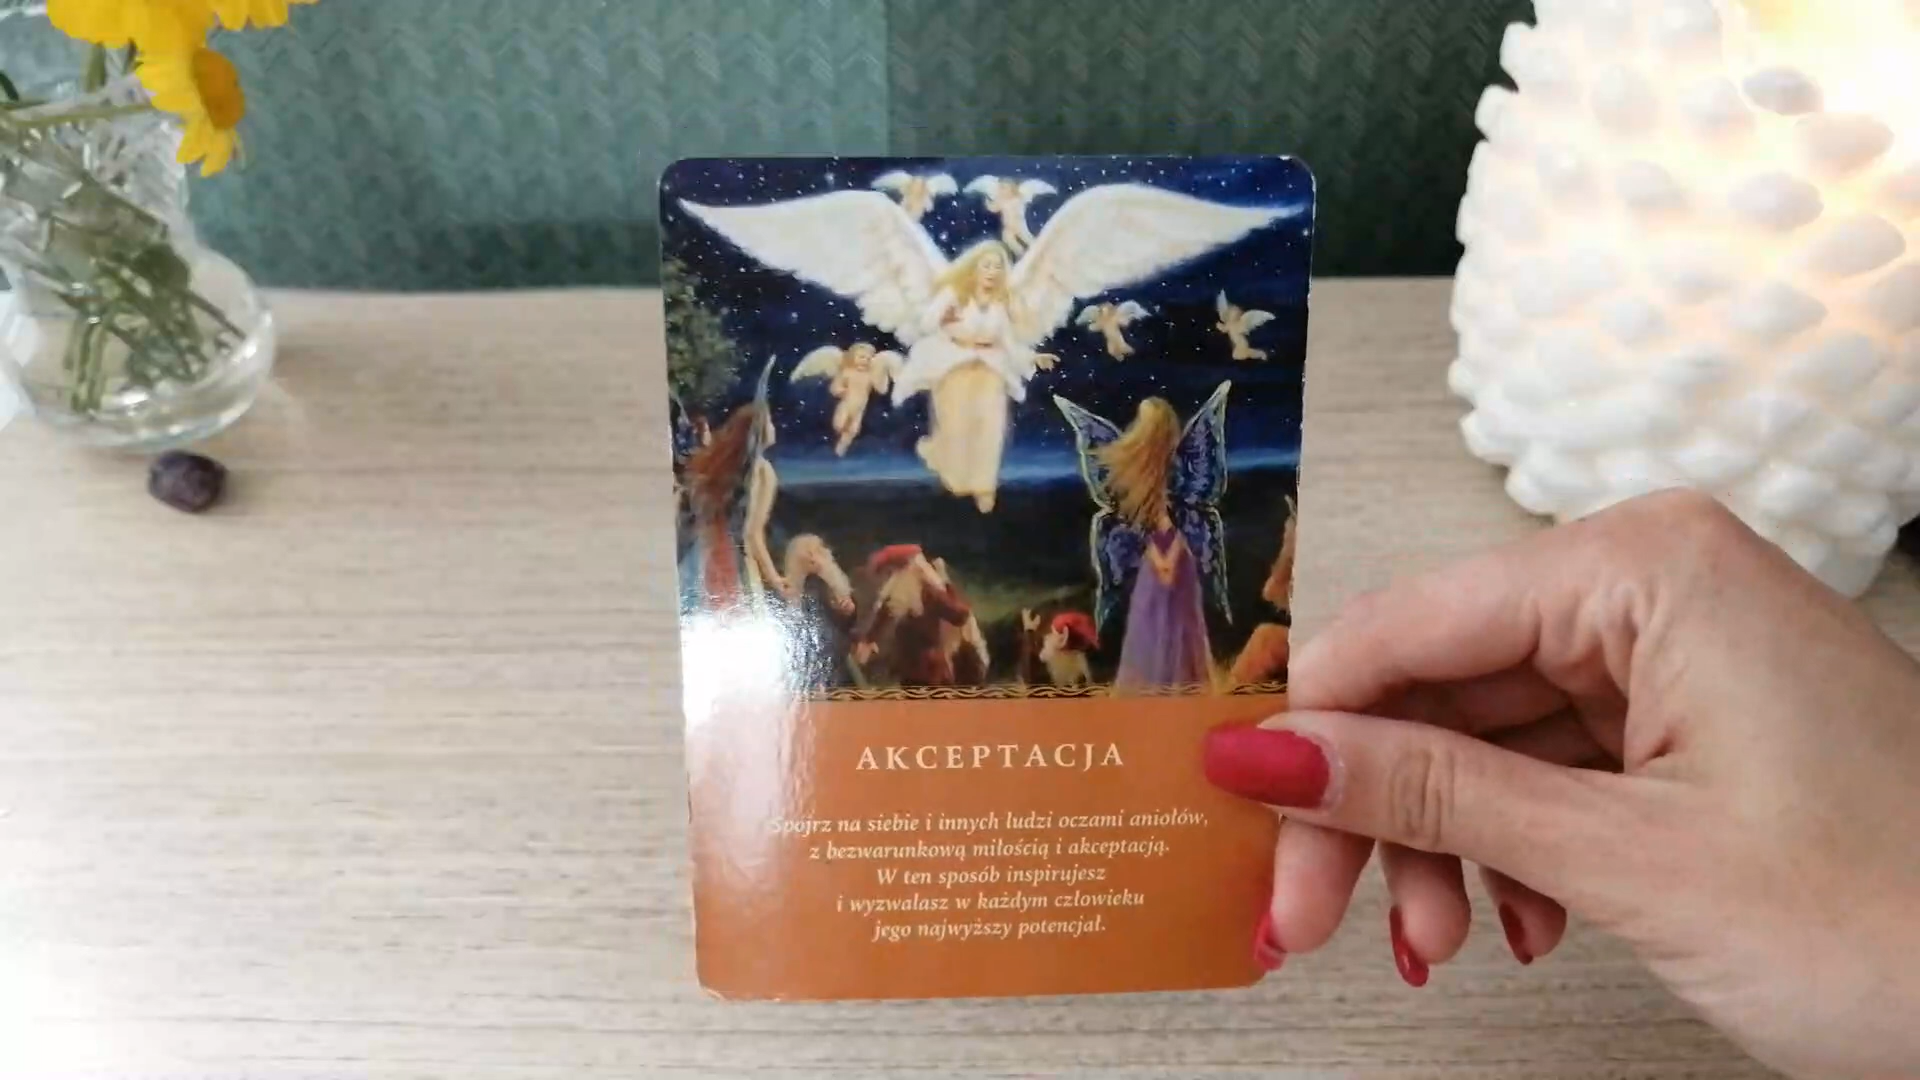 AKCEPTACJA
Spojrz na siebie i innych ludzi oczami aniołów,
z bezwarunkową miłością i akceptacją.
W ten sposób inspirujesz
i wyzwalasz w każdym człowieku
jego najwyższy potencjał.